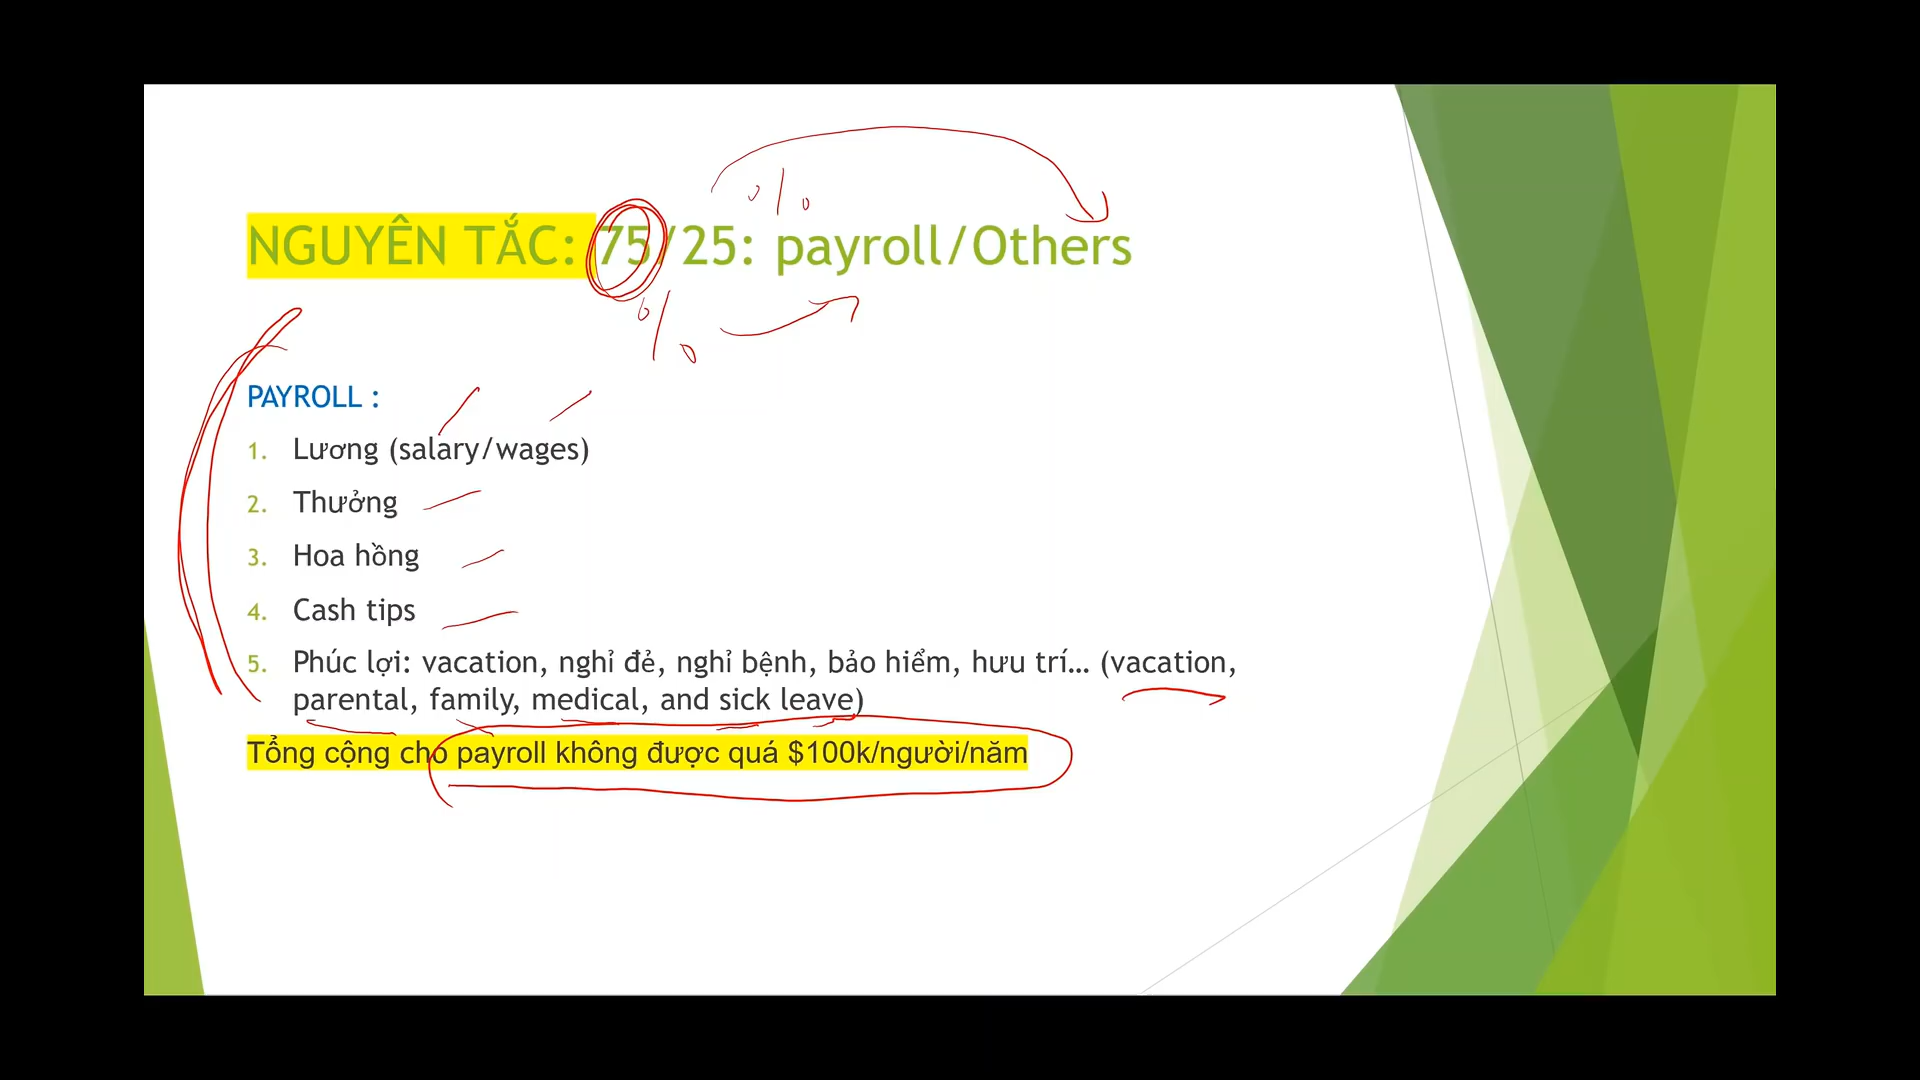 NGUYÊN TẮC: 75/25: payroll/Others
% 
%
PAYROLL :
1. Lương (salary/wages)
2. Thưởng
3. Hoa hồng
4. Cash tips
5. Phúc lợi: vacation, nghỉ đẻ, nghỉ bệnh, bảo hiểm, hưu trí… (vacation,
parental, family, medical, and sick leave)
Tổng cộng cho payroll không được quá $100k/người/năm